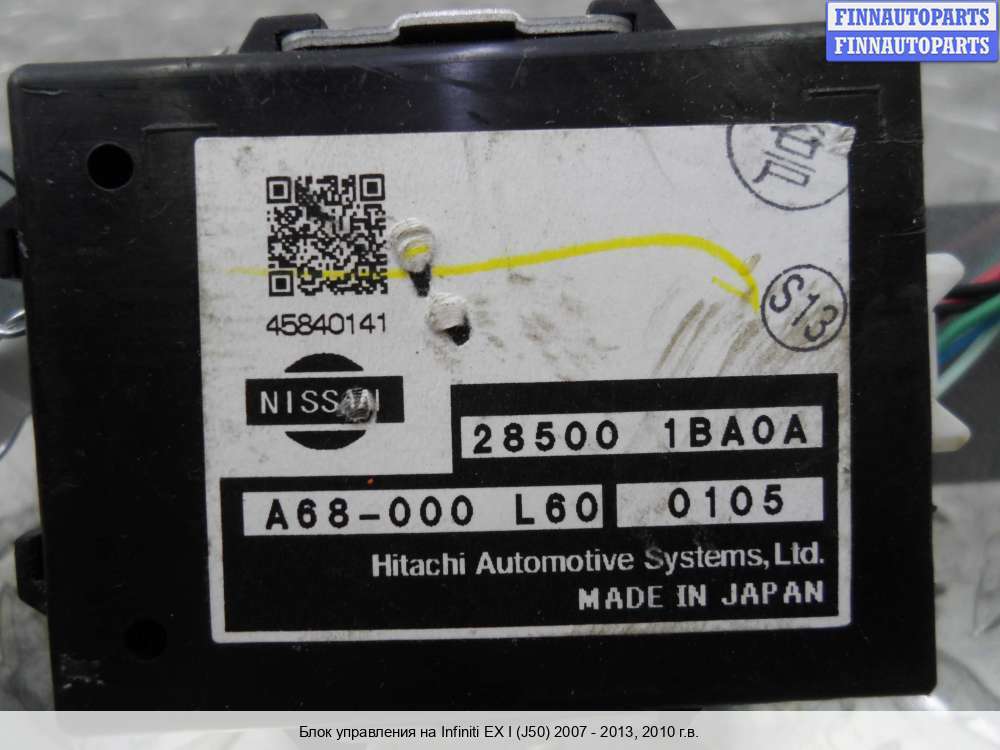 FINNAUTOPARTS
FINNAUTOPARTS
S13
45840141
NISSAN
28500 1BA0A
A68-000 L60
0105
Hitachi Automotive Systems, Ltd.
MADE IN JAPAN
Блок управления на Infiniti EX I (J50) 2007 - 2013, 2010 г.в.